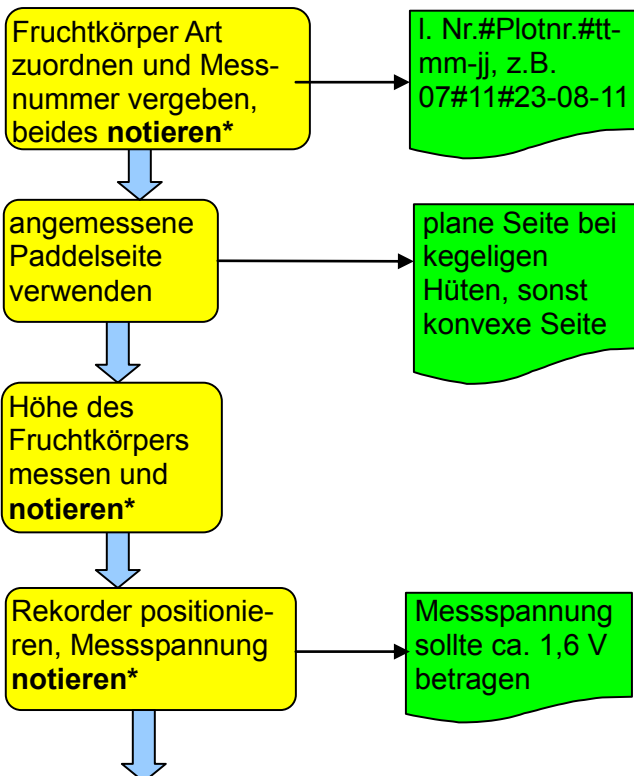 Fruchtkörper Art
zuordnen und Mess-
nummer vergeben,
beides notieren*
l. Nr.#Plotnr.#tt-
mm-jj, z.B.
07#11#23-08-11
angemessene
Paddelseite
verwenden
plane Seite bei
kegeligen
Hüten, sonst
konvexe Seite
Höhe des
Fruchtkörpers
messen und
notieren*
Rekorder positionie-
ren, Messspannung
notieren*
Messspannung
sollte ca. 1,6 V
betragen